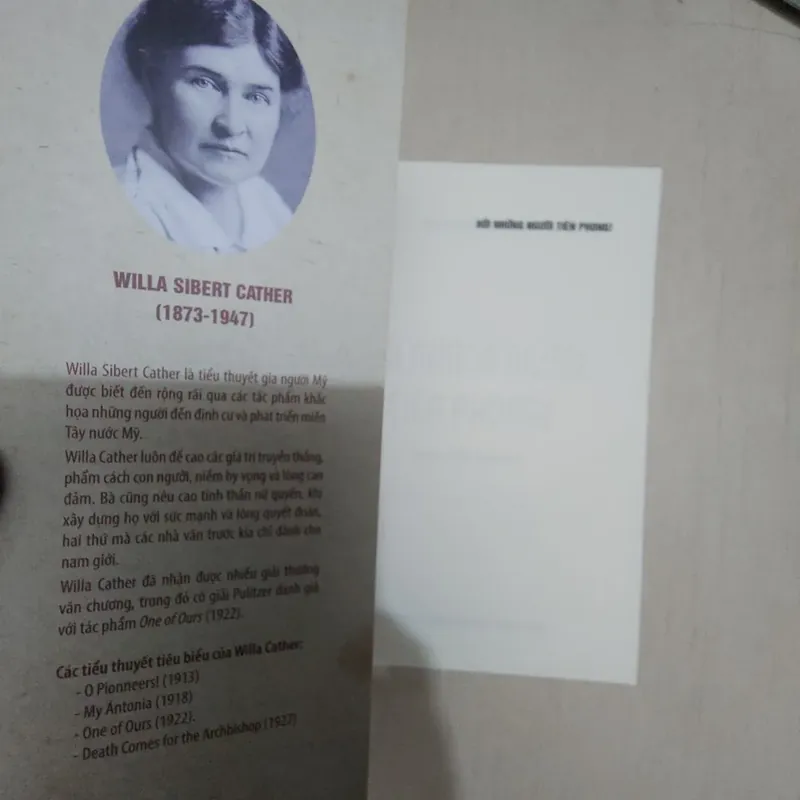 WILLA SIBERT CATHER
(1873-1947)
Willa Sibert Cather là tiểu thuyết gia người Mỹ
được biết đến rộng rãi qua các tác phẩm khắc
họa những người đến định cư và phát triển miền
Tây nước Mỹ.
Willa Cather luôn đề cao các giá trị truyền thống,
phẩm cách con người, niềm hy vọng và lòng can
đảm. Bà cũng nêu cao tinh thần nữ quyền, khi
xây dựng họ với sức mạnh và lòng quyết đoán,
hai thứ mà các nhà văn trước kia chỉ dành cho
nam giới.
Willa Cather đã nhận được nhiều giải thưởng
văn chương, trong đó có giải Pulitzer danh giá
với tác phẩm One of Ours (1922).
Các tiểu thuyết tiêu biểu của Willa Cather:
- O Pionneers! (1913)
- My Ántonia (1918)
- One of Ours (1922).
- Death Comes for the Archbishop (1927)
ÔI NHỮNG NGƯỜI TIÊN PHONG!